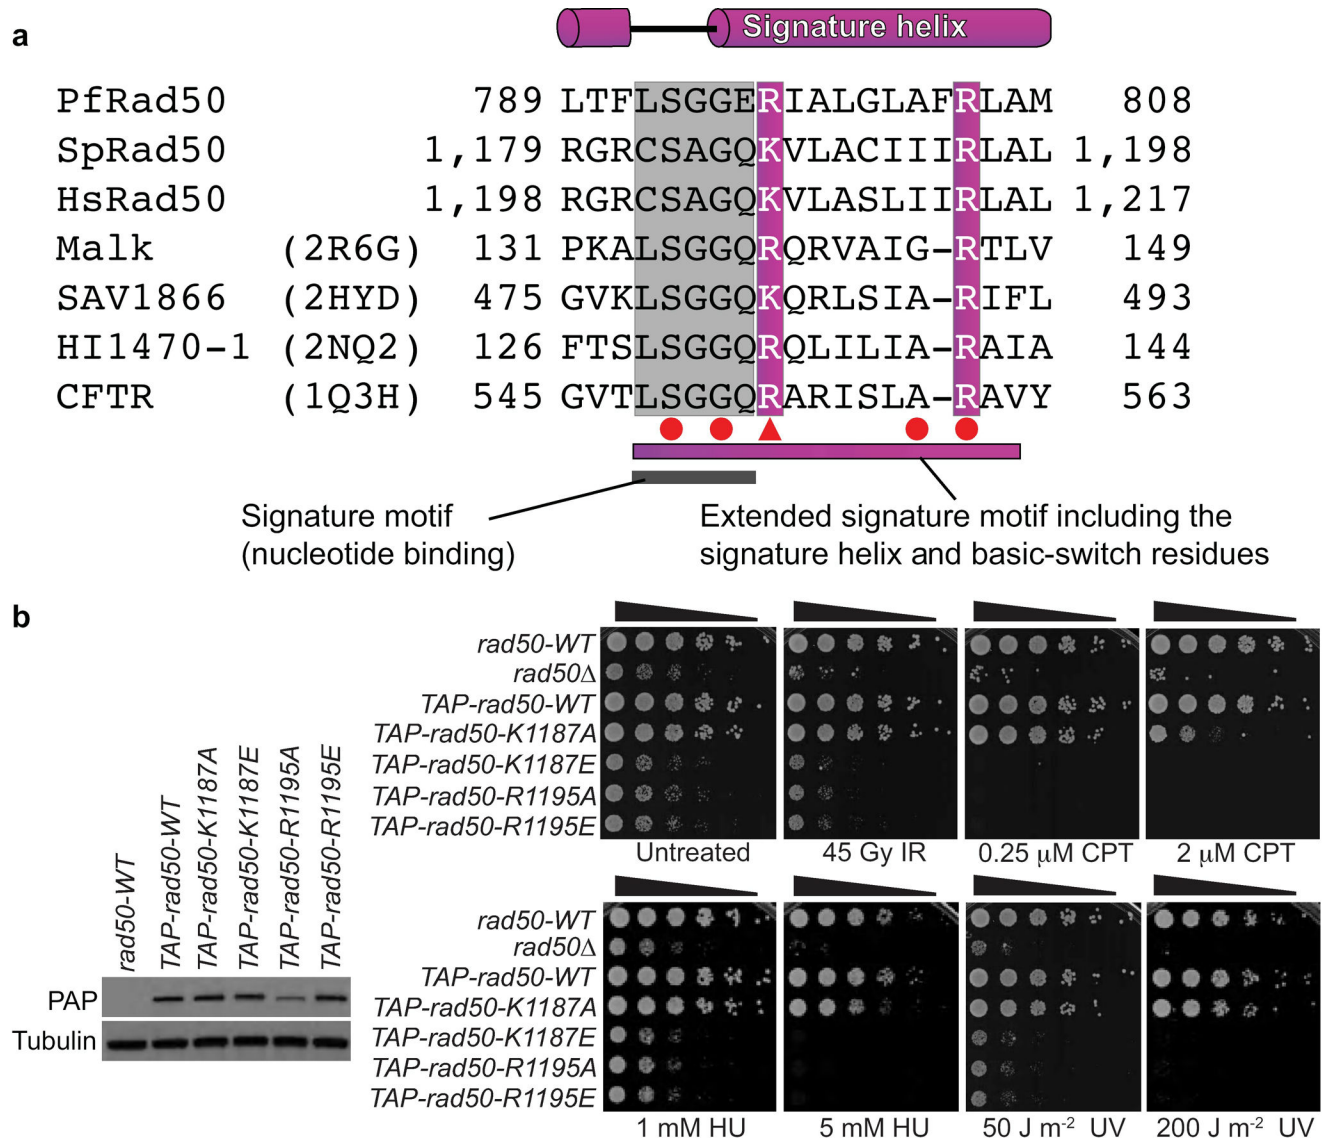 a
Signature helix
PfRad50 789 LTFLSGGERIALGLAFRLAM 808
SpRad50 1,179 RGRCSAGQKVLACIIIRLAL 1,198
HsRad50 1,198 RGRCSAGQKVLASLIIRLAL 1,217
Malk (2R6G) 131 PKALSGGQRQRVAIG-RTLV 149
SAV1866 (2HYD) 475 GVKLSGGQKQRLSIA-RIFL 493
HI1470-1 (2NQ2) 126 FTSLSGGQRQLILIA-RAIA 144
CFTR (1Q3H) 545 GVTLSGGQRARISLA-RAVY 563
Signature motif
(nucleotide binding)
Extended signature motif including the
signature helix and basic-switch residues
b
rad50-WT
TAP-rad50-WT
TAP-rad50-K1187A
TAP-rad50-K1187E
TAP-rad50-R1195A
TAP-rad50-R1195E
PAP
Tubulin
rad50-WT
rad50Δ
TAP-rad50-WT
TAP-rad50-K1187A
TAP-rad50-K1187E
TAP-rad50-R1195A
TAP-rad50-R1195E
Untreated 45 Gy IR 0.25 μM CPT 2 μM CPT
rad50-WT
rad50Δ
TAP-rad50-WT
TAP-rad50-K1187A
TAP-rad50-K1187E
TAP-rad50-R1195A
TAP-rad50-R1195E
1 mM HU 5 mM HU 50 J m⁻² UV 200 J m⁻² UV